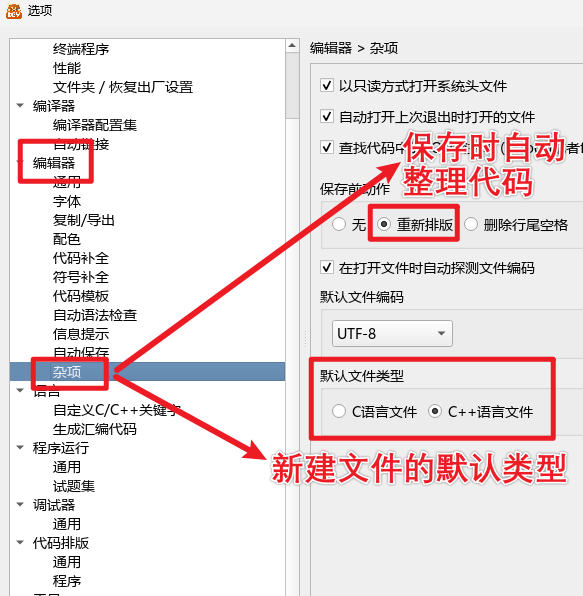 选项
终端程序
性能
文件夹 / 恢复出厂设置
编译器
编译器配置集
自动链接
编辑器
通用
字体
复制/导出
配色
代码补全
符号补全
代码模板
自动语法检查
信息提示
自动保存
杂项
语言
自定义C/C++关键字
生成汇编代码
程序运行
通用
试题集
调试器
通用
代码排版
通用
程序
编辑器 > 杂项
以只读方式打开系统头文件
自动打开上次退出时打开的文件
查找代码中
保存时自动
整理代码
保存前动作
无 重新排版 删除行尾空格
在打开文件时自动探测文件编码
默认文件编码
UTF-8
默认文件类型
C语言文件 C++语言文件
新建文件的默认类型